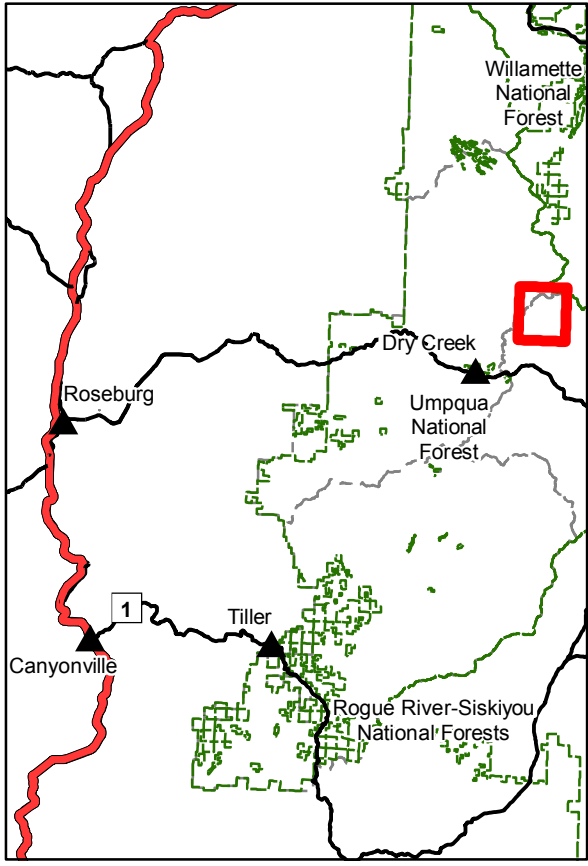 Willamette
National
Forest
Dry Creek
Roseburg
Umpqua
National
Forest
1
Tiller
Canyonville
Rogue River-Siskiyou
National Forests